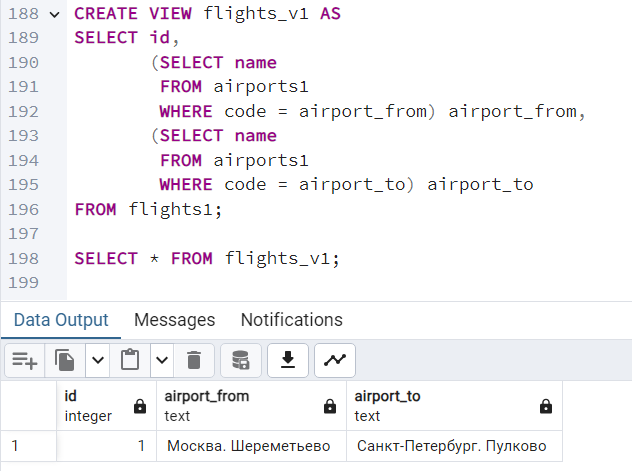 188 CREATE VIEW flights_v1 AS
189 SELECT id,
190 (SELECT name
191 FROM airports1
192 WHERE code = airport_from) airport_from,
193 (SELECT name
194 FROM airports1
195 WHERE code = airport_to) airport_to
196 FROM flights1;
197
198 SELECT * FROM flights_v1;
199
Data Output Messages Notifications
id airport_from airport_to
integer text text
1 1 Москва. Шереметьево Санкт-Петербург. Пулково